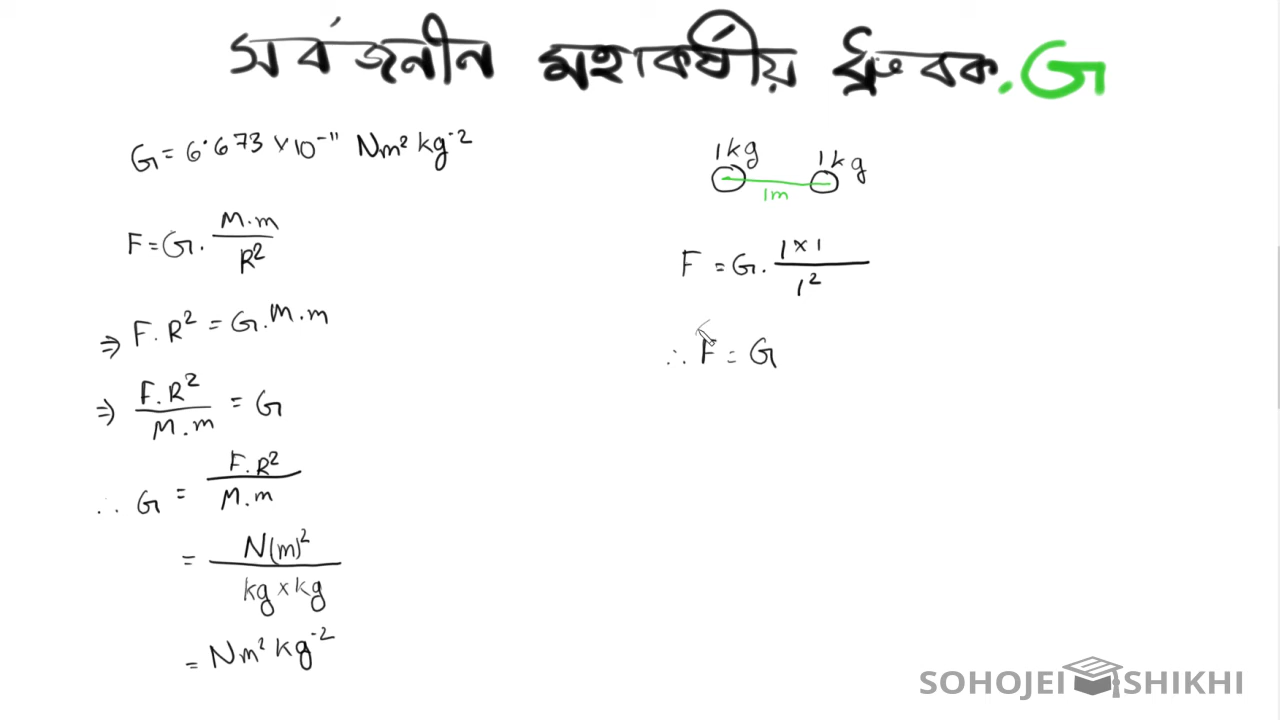 সর্বজনীন মহাকর্ষীয় ধ্রুবক, G
G = 6.673 × 10⁻¹¹ Nm² kg⁻²
F = G . M.m / R²
⇒ F.R² = G.M.m
⇒ F.R² / M.m = G
∴ G = F.R² / M.m
= N(m)² / kg × kg
= Nm² kg⁻²
1kg 1kg
1m
F = G . 1 × 1 / 1²
∴ F = G
SOHOJEI SHIKHI